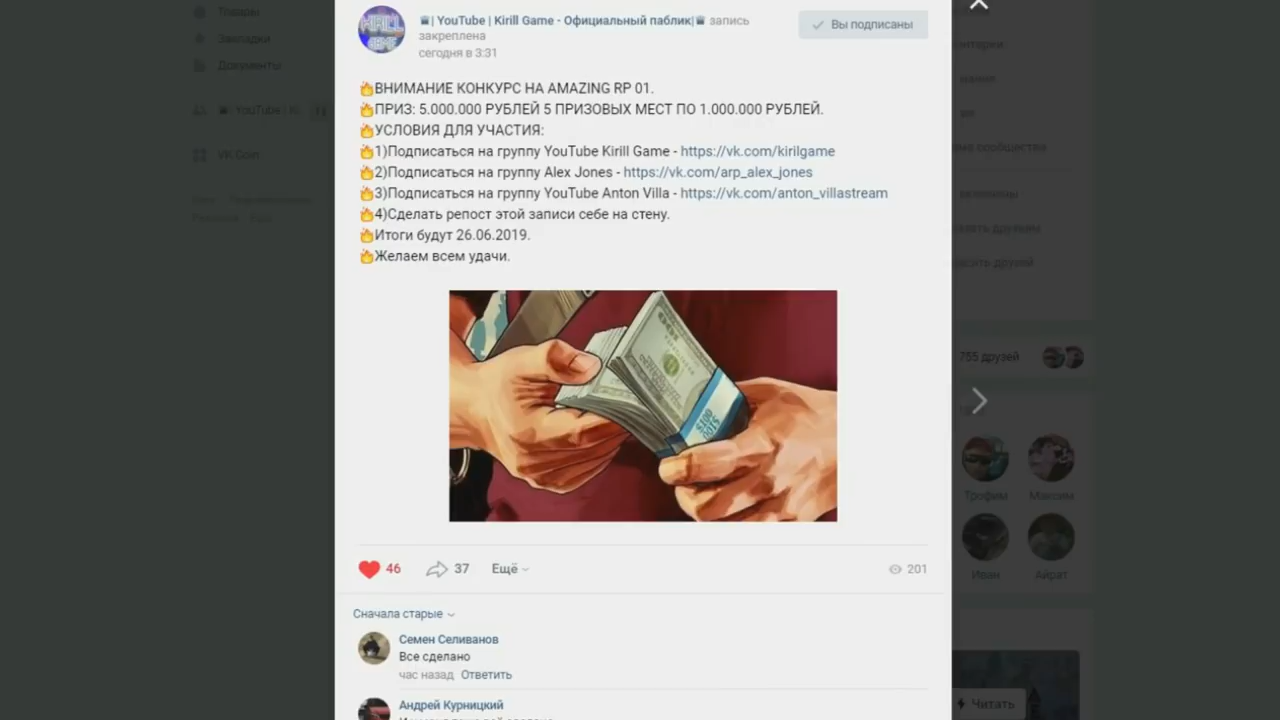 Товары
Закладки
Документы
YouTube | Ki
VK Coin
♛| YouTube | Kirill Game - Официальный паблик|♛ запись
закреплена
сегодня в 3:31
Вы подписаны
🔥ВНИМАНИЕ КОНКУРС НА AMAZING RP 01.
🔥ПРИЗ: 5.000.000 РУБЛЕЙ 5 ПРИЗОВЫХ МЕСТ ПО 1.000.000 РУБЛЕЙ.
🔥УСЛОВИЯ ДЛЯ УЧАСТИЯ:
🔥1)Подписаться на группу YouTube Kirill Game - https://vk.com/kirilgame
🔥2)Подписаться на группу Alex Jones - https://vk.com/arp_alex_jones
🔥3)Подписаться на группу YouTube Anton Villa - https://vk.com/anton_villastream
🔥4)Сделать репост этой записи себе на стену.
🔥Итоги будут 26.06.2019.
🔥Желаем всем удачи.
46
37
Ещё
201
Сначала старые
Семен Селиванов
Все сделано
час назад Ответить
Андрей Курницкий
сообщества
755 друзей
Трофим
Максим
Иван
Айрат
Читать